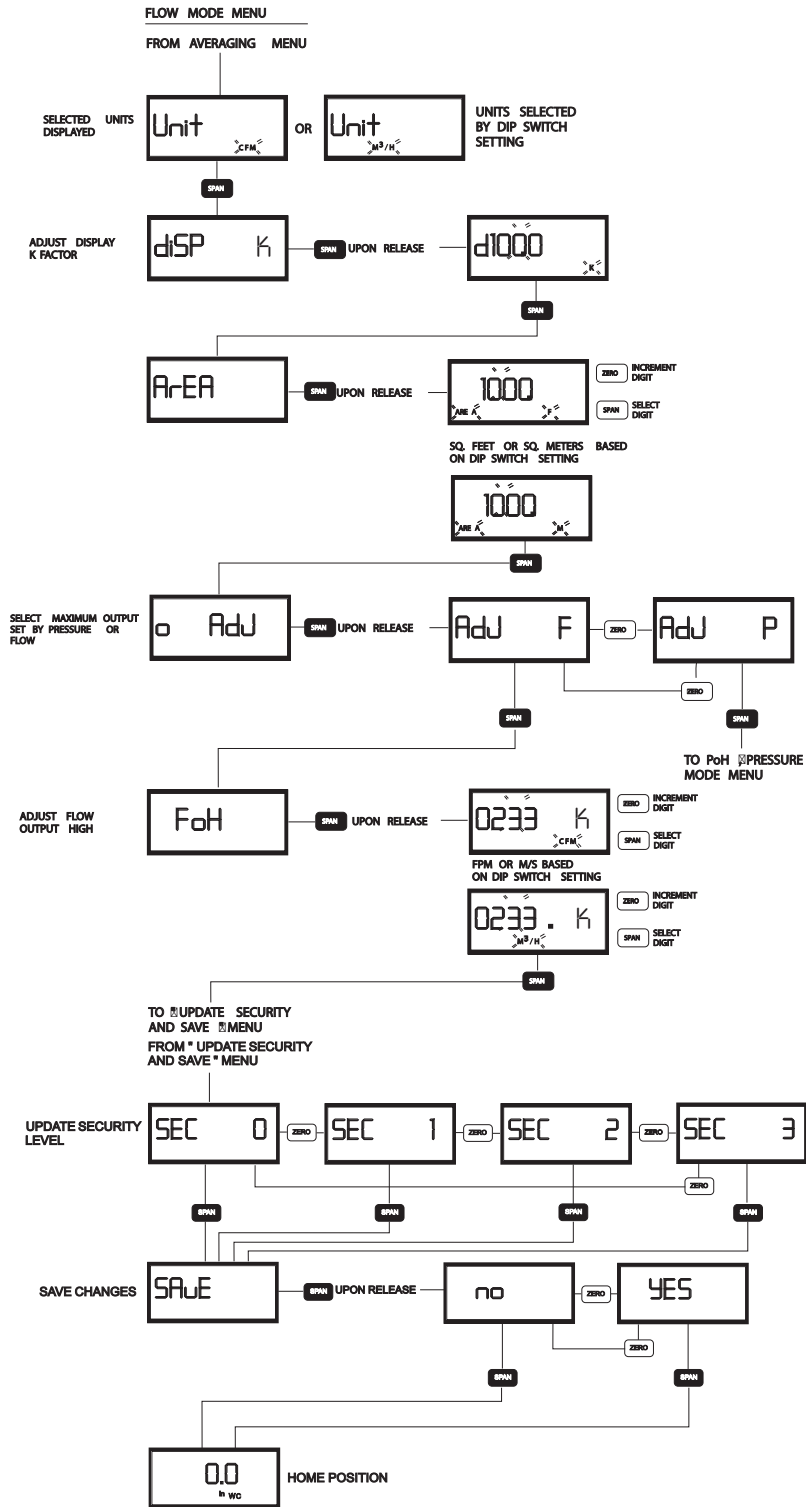 FLOW MODE MENU
FROM AVERAGING MENU
SELECTED UNITS
DISPLAYED
Unit
CFM
OR
Unit
M³/H
UNITS SELECTED
BY DIP SWITCH
SETTING
SPAN
ADJUST DISPLAY
K FACTOR
diSP K
SPAN
UPON RELEASE
d10.00
K
SPAN
ArEA
SPAN
UPON RELEASE
10.00
AREA F
ZERO
INCREMENT
DIGIT
SPAN
SELECT
DIGIT
SQ. FEET OR SQ. METERS BASED
ON DIP SWITCH SETTING
10.00
AREA M
SPAN
SELECT MAXIMUM OUTPUT
SET BY PRESSURE OR
FLOW
o AdJ
SPAN
UPON RELEASE
AdJ F
ZERO
AdJ P
ZERO
SPAN
SPAN
TO PoH , PRESSURE
MODE MENU
ADJUST FLOW
OUTPUT HIGH
FoH
SPAN
UPON RELEASE
023.3 K
CFM
ZERO
INCREMENT
DIGIT
SPAN
SELECT
DIGIT
FPM OR M/S BASED
ON DIP SWITCH SETTING
023.3. K
M³/H
ZERO
INCREMENT
DIGIT
SPAN
SELECT
DIGIT
SPAN
TO UPDATE SECURITY
AND SAVE MENU
FROM " UPDATE SECURITY
AND SAVE " MENU
UPDATE SECURITY
LEVEL
SEC 0
ZERO
SEC 1
ZERO
SEC 2
ZERO
SEC 3
ZERO
SPAN
SPAN
SPAN
SPAN
SAVE CHANGES
SAuE
SPAN
UPON RELEASE
no
ZERO
YES
ZERO
SPAN
SPAN
0.0
In WC
HOME POSITION